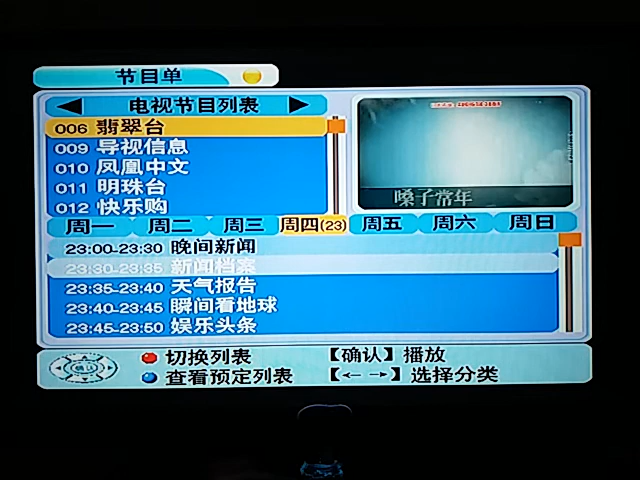 节目单
电视节目列表
006 翡翠台
009 导视信息
010 凤凰中文
011 明珠台
012 快乐购
嗓子常年
周一 周二 周三 周四(23) 周五 周六 周日
23:00-23:30 晚间新闻
23:30-23:35 新闻档案
23:35-23:40 天气报告
23:40-23:45 瞬间看地球
23:45-23:50 娱乐头条
切换列表 【确认】播放
确认
查看预定列表 【← →】选择分类